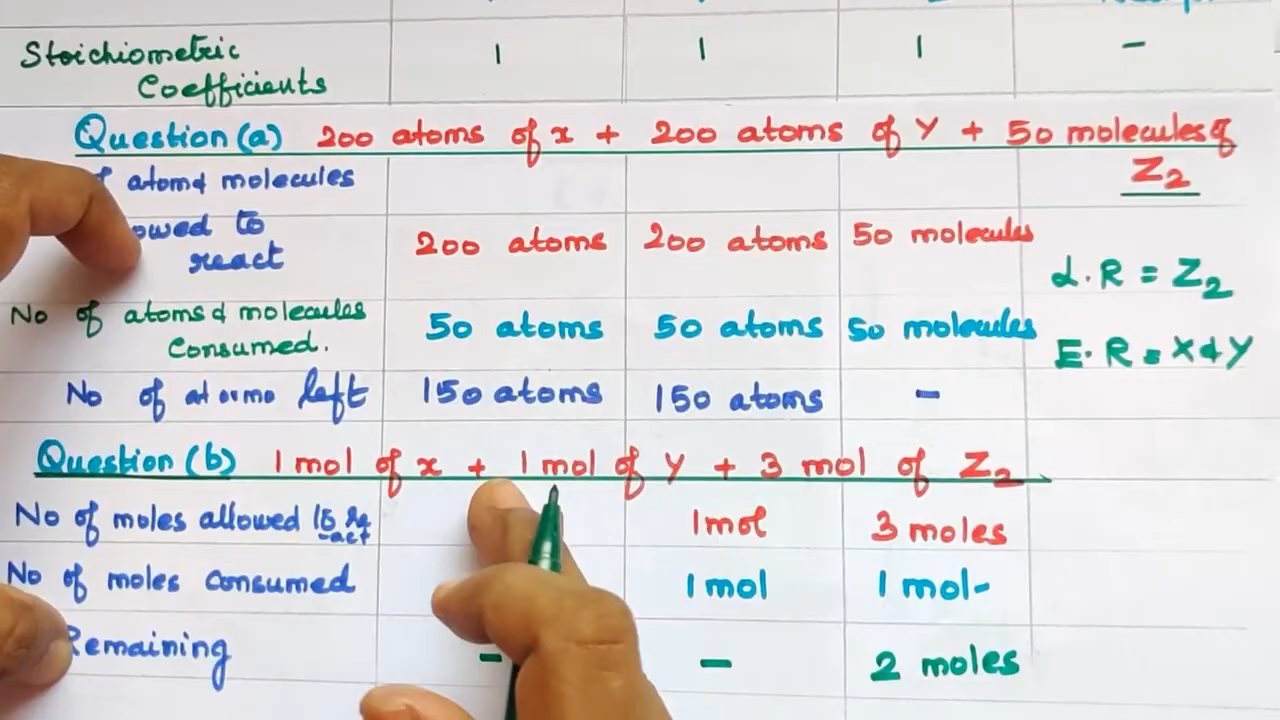 Stoichiometric 1 1 1 -
Coefficients
Question (a) 200 atoms of x + 200 atoms of Y + 50 molecules of
Z2
atom & molecules
owed to
react 200 atoms 200 atoms 50 molecules
L.R = Z2
No of atoms & molecules
Consumed. 50 atoms 50 atoms 50 molecules
E.R = X & Y
No of left 150 atoms 150 atoms -
Question (b) 1 mol of x + 1 mol of Y + 3 mol of Z2
No of moles allowed to react 1 mol 3 moles
No of moles consumed 1 mol 1 mol-
Remaining - - 2 moles